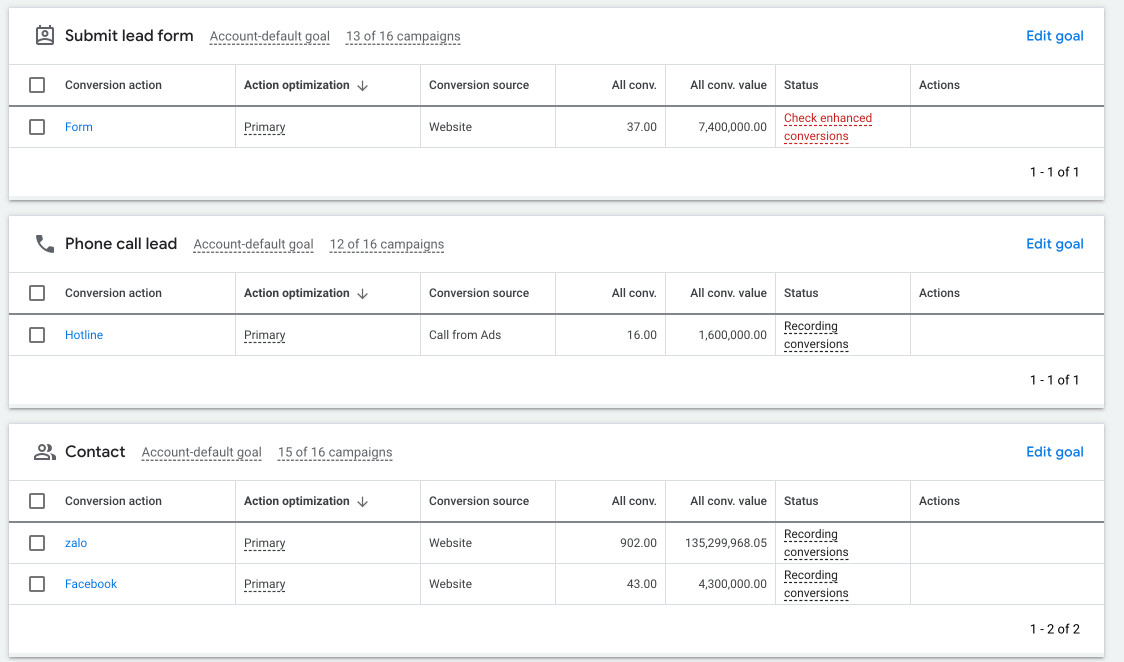 Submit lead form Account-default goal 13 of 16 campaigns Edit goal
Conversion action Action optimization Conversion source All conv. All conv. value Status Actions
Form Primary Website 37.00 7,400,000.00 Check enhanced
conversions
1 - 1 of 1
Phone call lead Account-default goal 12 of 16 campaigns Edit goal
Conversion action Action optimization Conversion source All conv. All conv. value Status Actions
Hotline Primary Call from Ads 16.00 1,600,000.00 Recording
conversions
1 - 1 of 1
Contact Account-default goal 15 of 16 campaigns Edit goal
Conversion action Action optimization Conversion source All conv. All conv. value Status Actions
zalo Primary Website 902.00 135,299,968.05 Recording
conversions
Facebook Primary Website 43.00 4,300,000.00 Recording
conversions
1 - 2 of 2